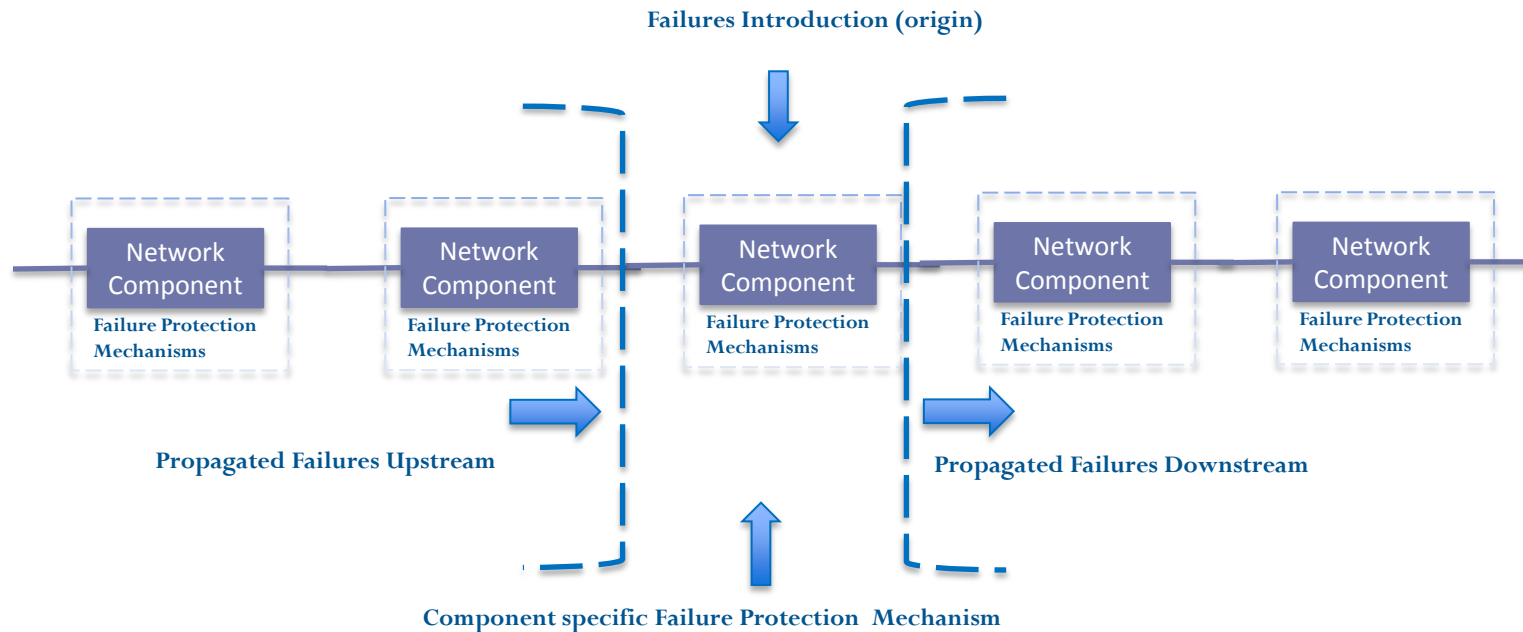 Failures Introduction (origin)
Network
Component
Failure Protection
Mechanisms
Network
Component
Failure Protection
Mechanisms
Network
Component
Failure Protection
Mechanisms
Network
Component
Failure Protection
Mechanisms
Network
Component
Failure Protection
Mechanisms
Propagated Failures Upstream
Propagated Failures Downstream
Component specific Failure Protection Mechanism